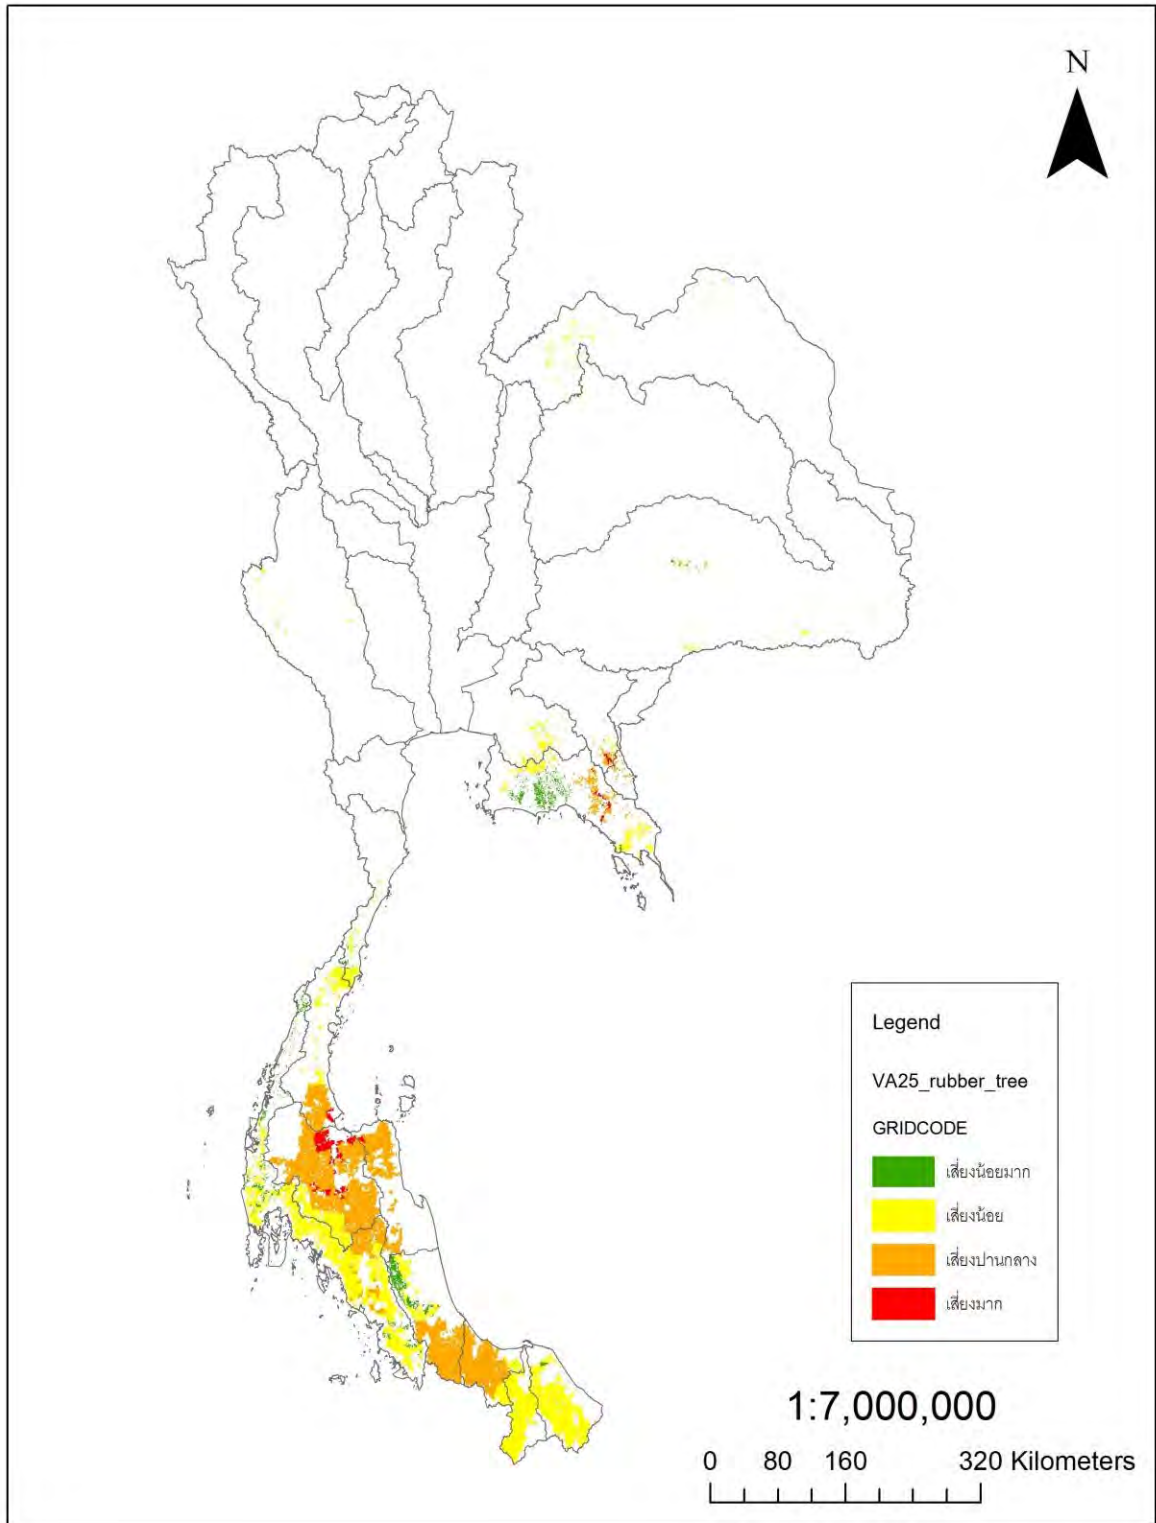 N
Legend
VA25_rubber_tree
GRIDCODE
เสี่ยงน้อยมาก
เสี่ยงน้อย
เสี่ยงปานกลาง
เสี่ยงมาก
1:7,000,000
0 80 160 320 Kilometers